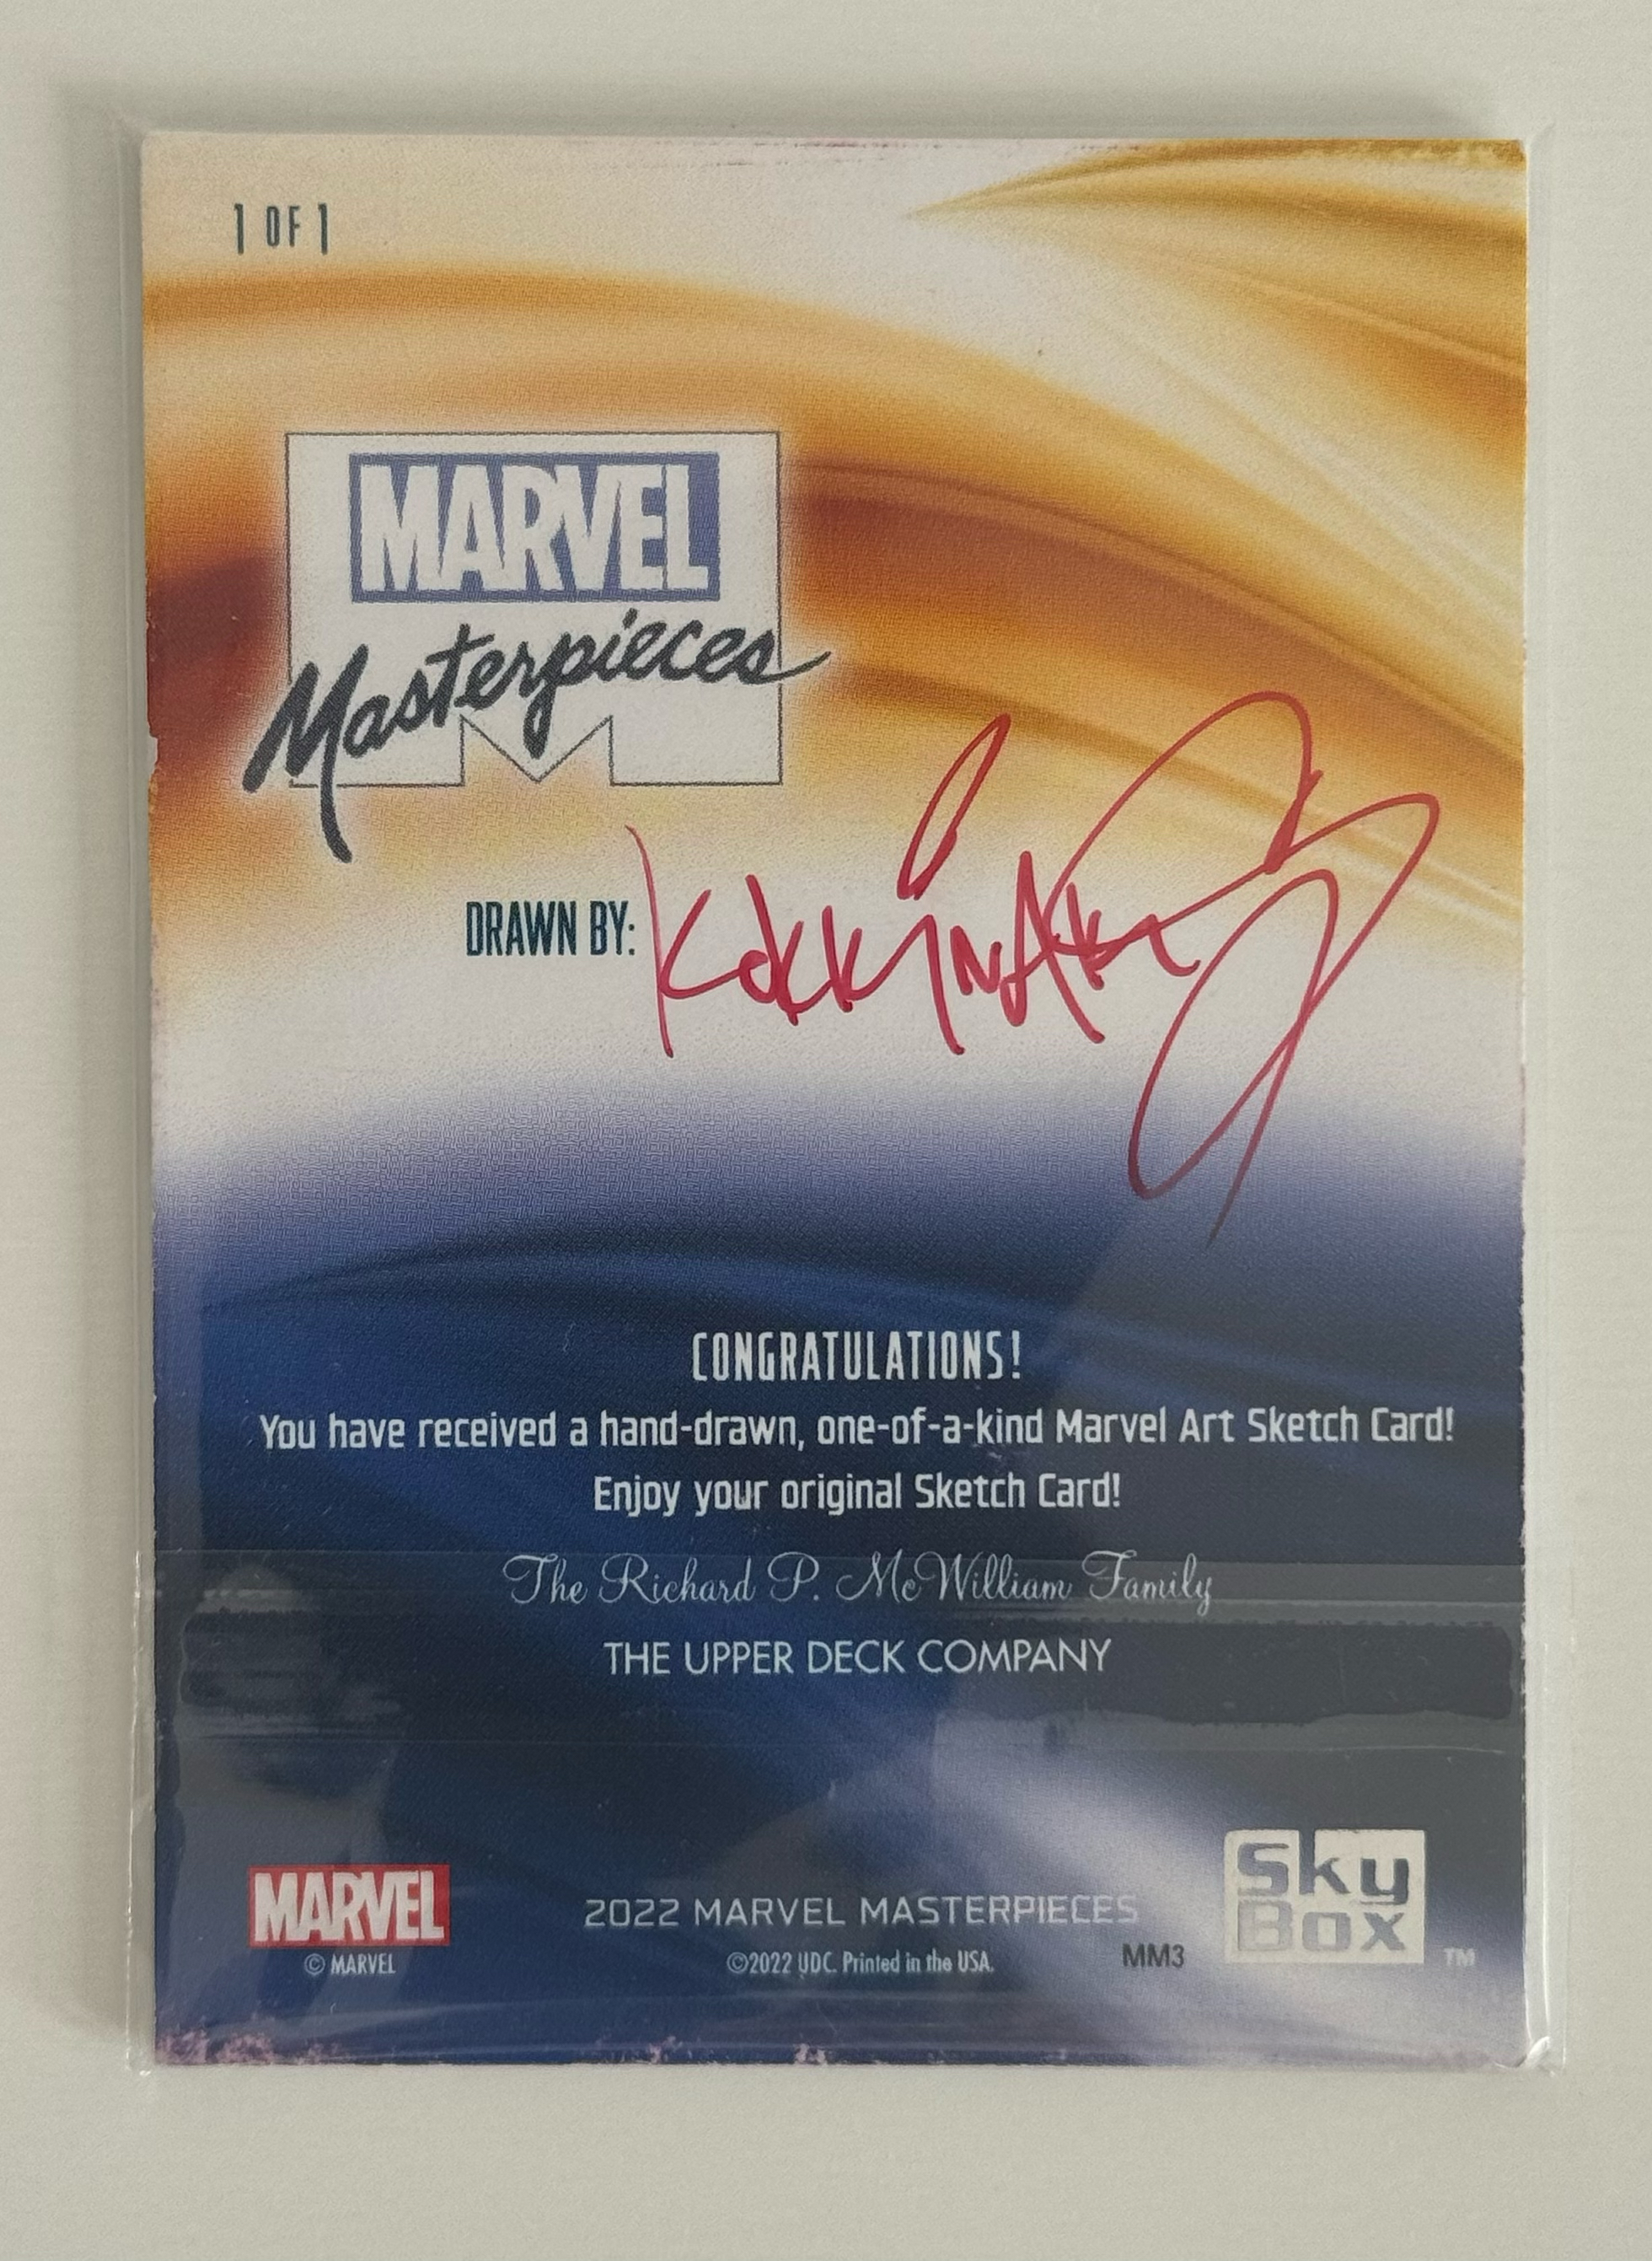 1 OF 1
MARVEL
Masterpieces
DRAWN BY:
CONGRATULATIONS!
You have received a hand-drawn, one-of-a-kind Marvel Art Sketch Card!
Enjoy your original Sketch Card!
The Richard P. McWilliam Family
THE UPPER DECK COMPANY
MARVEL
© MARVEL
2022 MARVEL MASTERPIECES
©2022 UDC. Printed in the USA.
MM3
Sky
Box
TM